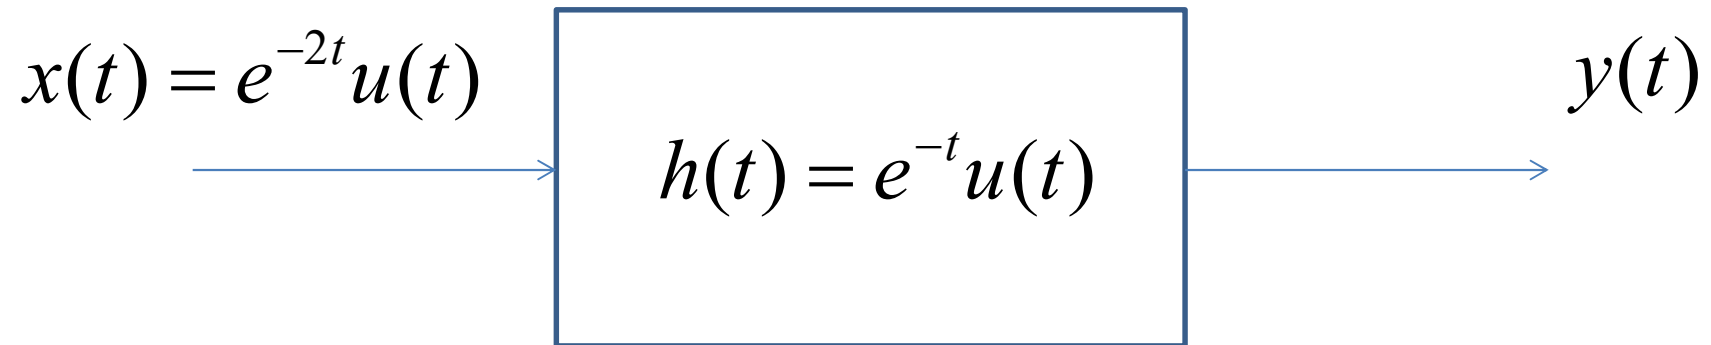 x(t) = e^{-2t}u(t)
h(t) = e^{-t}u(t)
y(t)